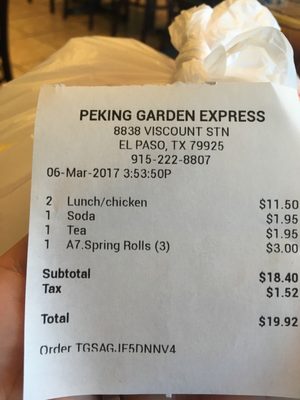 PEKING GARDEN EXPRESS
8838 VISCOUNT STN
EL PASO, TX 79925
915-222-8807
06-Mar-2017 3:53:50P
2 Lunch/chicken $11.50
1 Soda $1.95
1 Tea $1.95
1 A7.Spring Rolls (3) $3.00
Subtotal $18.40
Tax $1.52
Total $19.92
Order TGSAGJF5DNNV4